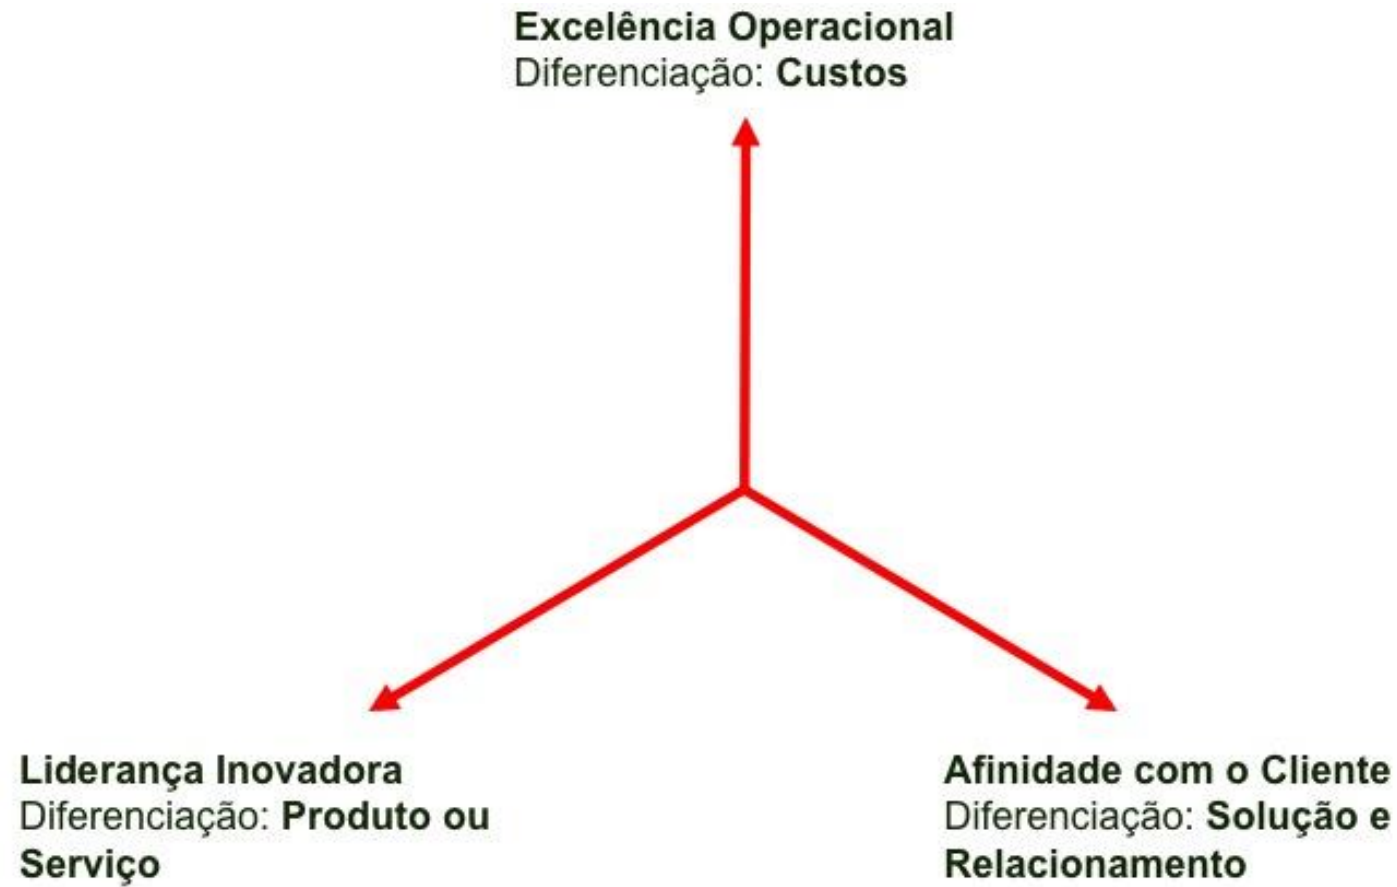 Excelência Operacional
Diferenciação: Custos
Liderança Inovadora
Diferenciação: Produto ou
Serviço
Afinidade com o Cliente
Diferenciação: Solução e
Relacionamento